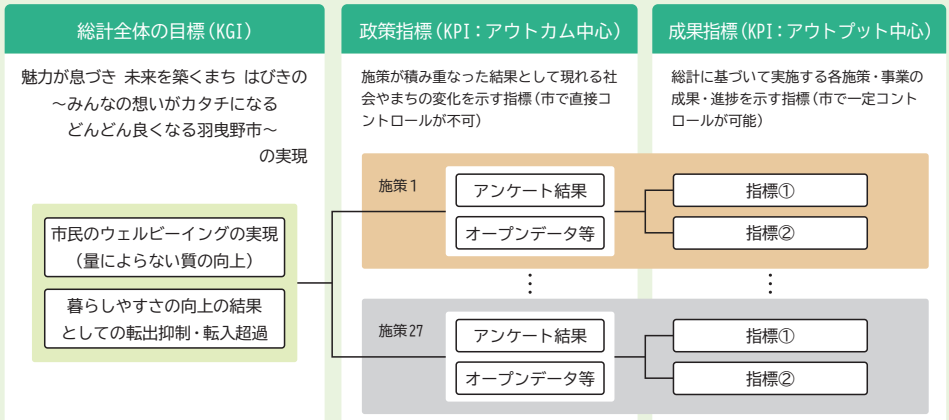 総計全体の目標(KGI)
魅力が息づき 未来を築くまち はびきの
～みんなの想いがカタチになる
どんどん良くなる羽曳野市～
の実現
市民のウェルビーイングの実現
(量によらない質の向上)
暮らしやすさの向上の結果
としての転出抑制・転入超過
政策指標(KPI：アウトカム中心)
施策が積み重なった結果として現れる社
会やまちの変化を示す指標(市で直接コ
ントロールが不可)
成果指標(KPI：アウトプット中心)
総計に基づいて実施する各施策・事業の
成果・進捗を示す指標(市で一定コント
ロールが可能)
施策1
アンケート結果
オープンデータ等
指標①
指標②
⋮
⋮
施策27
アンケート結果
オープンデータ等
指標①
指標②